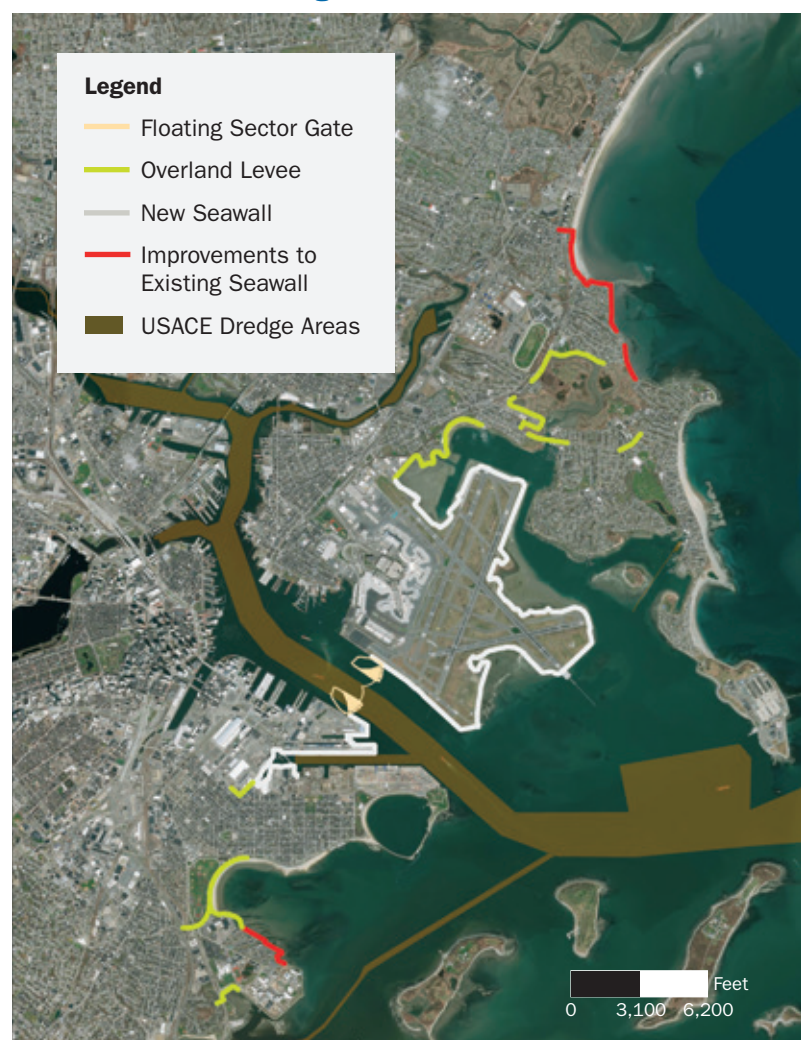 Legend
Floating Sector Gate
Overland Levee
New Seawall
Improvements to
Existing Seawall
USACE Dredge Areas
Feet
0 3,100 6,200